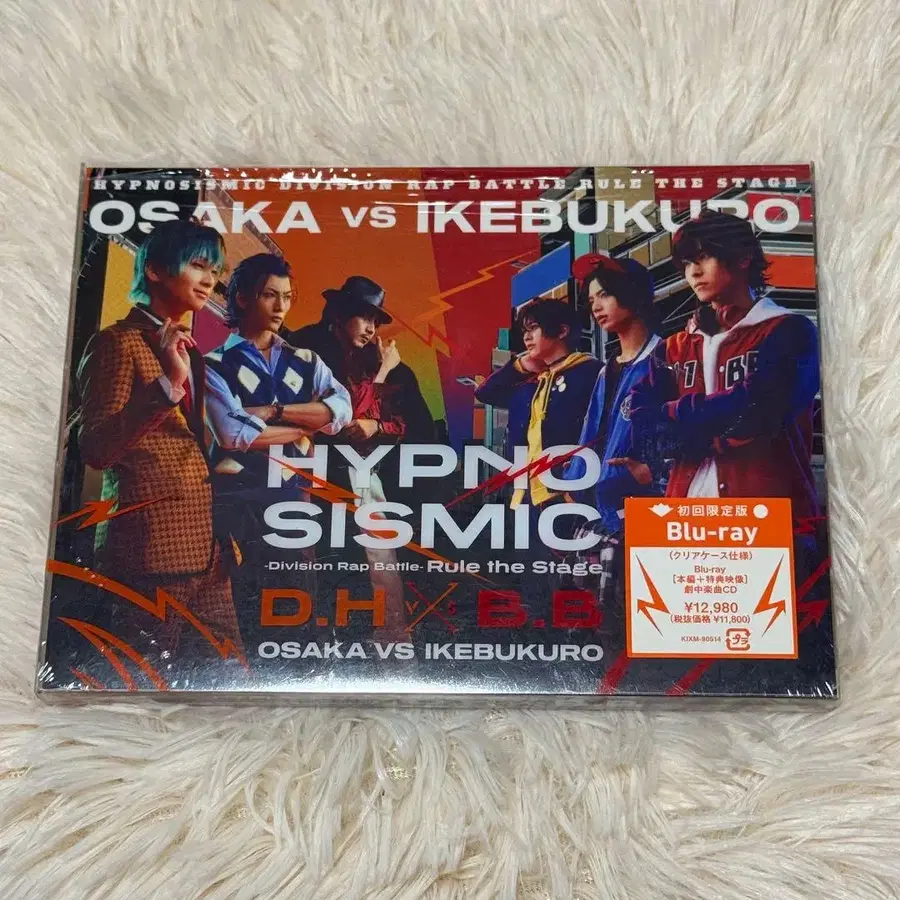 HYPNOSISMIC DIVISION RAP BATTLE RULE THE STAGE
OSAKA VS IKEBUKURO
HYPNO
SISMIC
-Division Rap Battle- Rule the Stage
D.H VS B.B
OSAKA VS IKEBUKURO
初回限定版
Blu-ray
(クリアケース仕様)
Blu-ray
[本編+特典映像]
劇中楽曲CD
¥12,980
(税抜価格 ¥11,800)
KIXM-90514
プラ